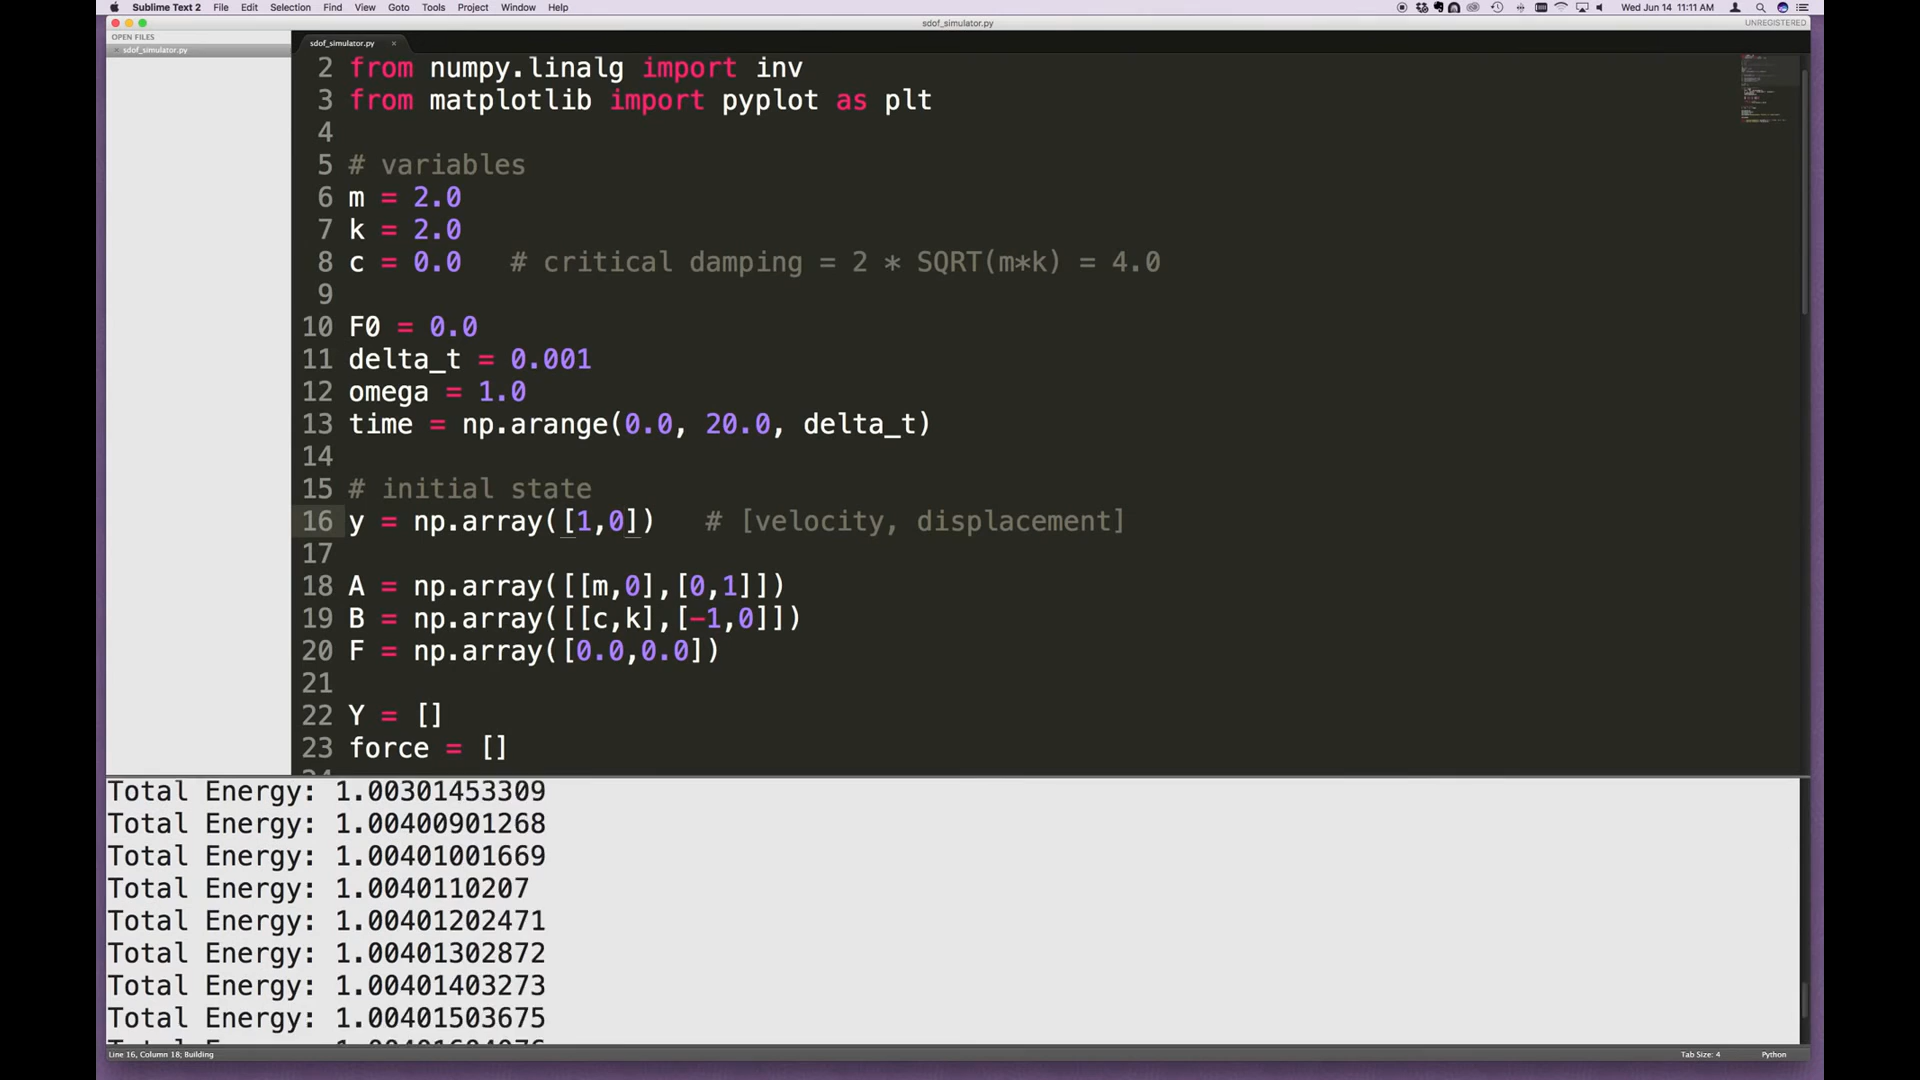 Sublime Text 2 File Edit Selection Find View Goto Tools Project Window Help Wed Jun 14 11:11 AM
sdof_simulator.py UNREGISTERED
OPEN FILES
sdof_simulator.py
sdof_simulator.py
2 from numpy.linalg import inv
3 from matplotlib import pyplot as plt
4
5 # variables
6 m = 2.0
7 k = 2.0
8 c = 0.0 # critical damping = 2 * SQRT(m*k) = 4.0
9
10 F0 = 0.0
11 delta_t = 0.001
12 omega = 1.0
13 time = np.arange(0.0, 20.0, delta_t)
14
15 # initial state
16 y = np.array([1,0]) # [velocity, displacement]
17
18 A = np.array([[m,0],[0,1]])
19 B = np.array([[c,k],[-1,0]])
20 F = np.array([0.0,0.0])
21
22 Y = []
23 force = []
Total Energy: 1.00301453309
Total Energy: 1.00400901268
Total Energy: 1.00401001669
Total Energy: 1.0040110207
Total Energy: 1.00401202471
Total Energy: 1.00401302872
Total Energy: 1.00401403273
Total Energy: 1.00401503675
Line 16, Column 18; Building Tab Size: 4 Python